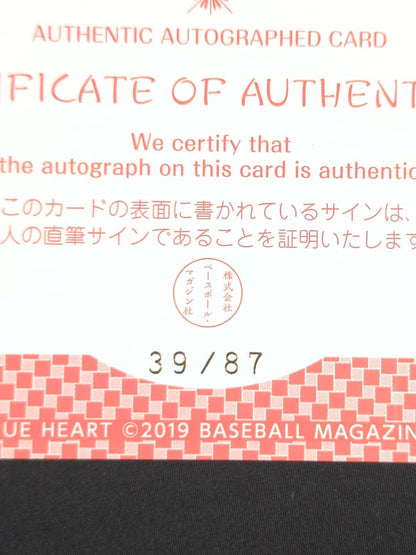 AUTHENTIC AUTOGRAPHED CARD
IFICATE OF AUTHENT
We certify that
the autograph on this card is authentic
このカードの表面に書かれているサインは、
人の直筆サインであることを証明いたします
株式会社
ベースボール・
マガジン社
39/87
UE HEART ©2019 BASEBALL MAGAZIN